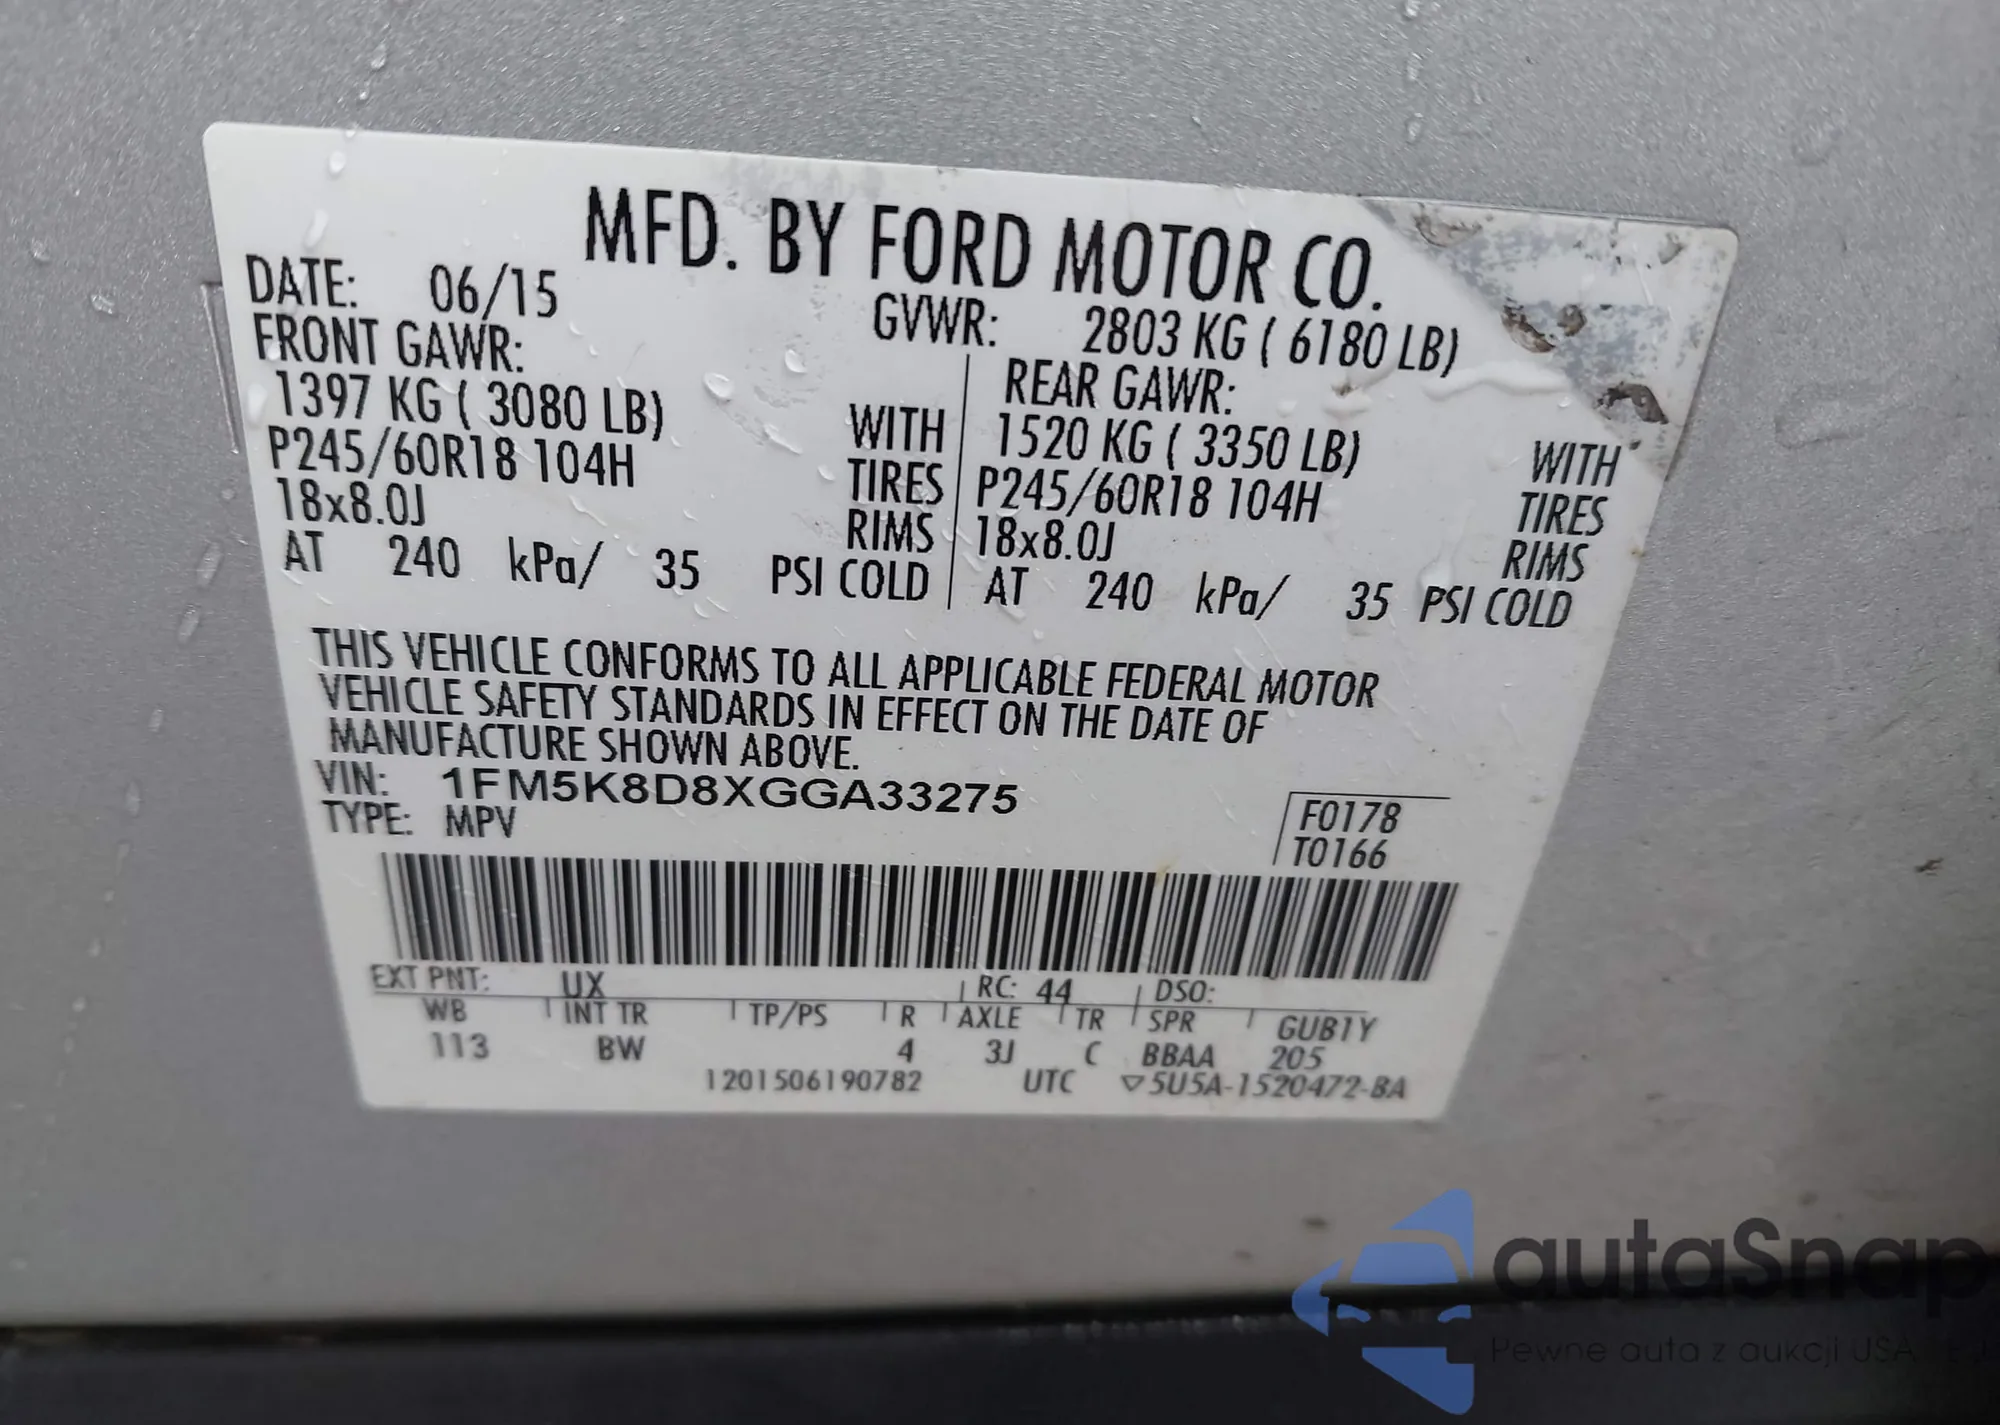 MFD. BY FORD MOTOR CO.
DATE: 06/15 GVWR: 2803 KG ( 6180 LB)
FRONT GAWR: REAR GAWR:
1397 KG ( 3080 LB) WITH 1520 KG ( 3350 LB) WITH
P245/60R18 104H TIRES P245/60R18 104H TIRES
18x8.0J RIMS 18x8.0J RIMS
AT 240 kPa/ 35 PSI COLD AT 240 kPa/ 35 PSI COLD
THIS VEHICLE CONFORMS TO ALL APPLICABLE FEDERAL MOTOR
VEHICLE SAFETY STANDARDS IN EFFECT ON THE DATE OF
MANUFACTURE SHOWN ABOVE.
VIN: 1FM5K8D8XGGA33275 F0178
TYPE: MPV T0166
EXT PNT: UX RC: 44 DSO:
WB INT TR TP/PS R AXLE TR SPR GUB1Y
113 BW 4 3J C BBAA 205
1201506190782 UTC ▽5U5A-1520472-BA
autaSnap
Pewne auta z aukcji USA